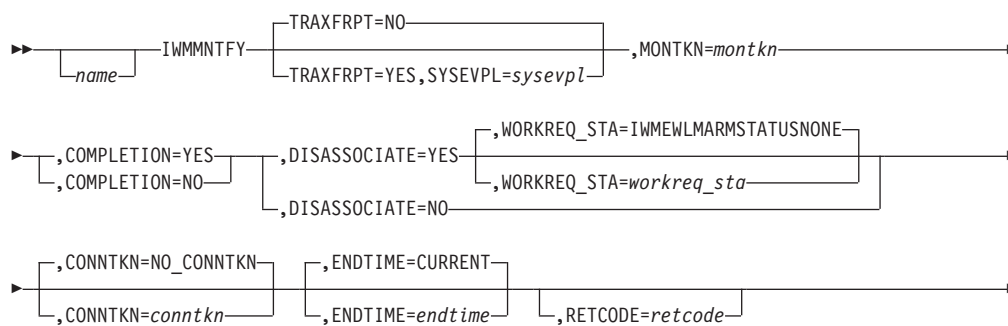 TRAXFRPT=NO
name IWMMNTFY TRAXFRPT=YES,SYSEVPL=sysevpl ,MONTKN=montkn
,COMPLETION=YES ,DISASSOCIATE=YES ,WORKREQ_STA=IWMEWLMARMSTATUSNONE
,COMPLETION=NO ,WORKREQ_STA=workreq_sta
,DISASSOCIATE=NO
,CONNTKN=NO_CONNTKN ,ENDTIME=CURRENT
,CONNTKN=conntkn ,ENDTIME=endtime ,RETCODE=retcode